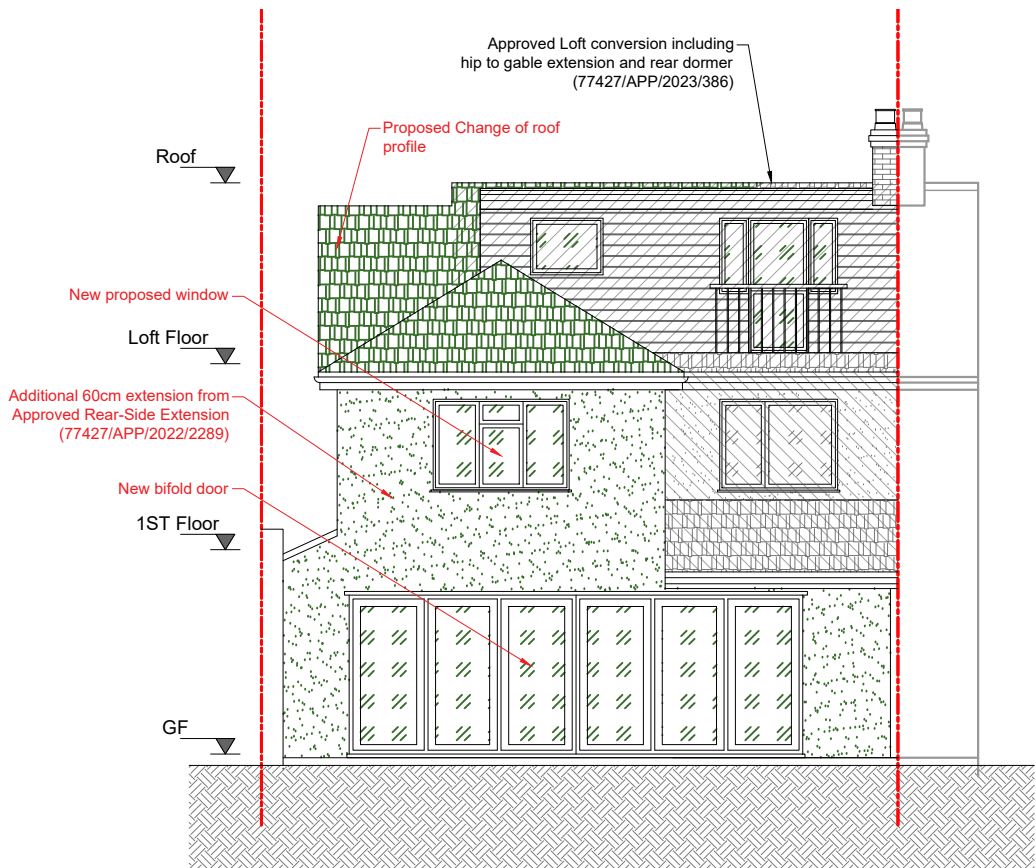 Approved Loft conversion including
hip to gable extension and rear dormer
(77427/APP/2023/386)
Proposed Change of roof
profile
Roof
New proposed window
Loft Floor
Additional 60cm extension from
Approved Rear-Side Extension
(77427/APP/2022/2289)
New bifold door
1ST Floor
GF